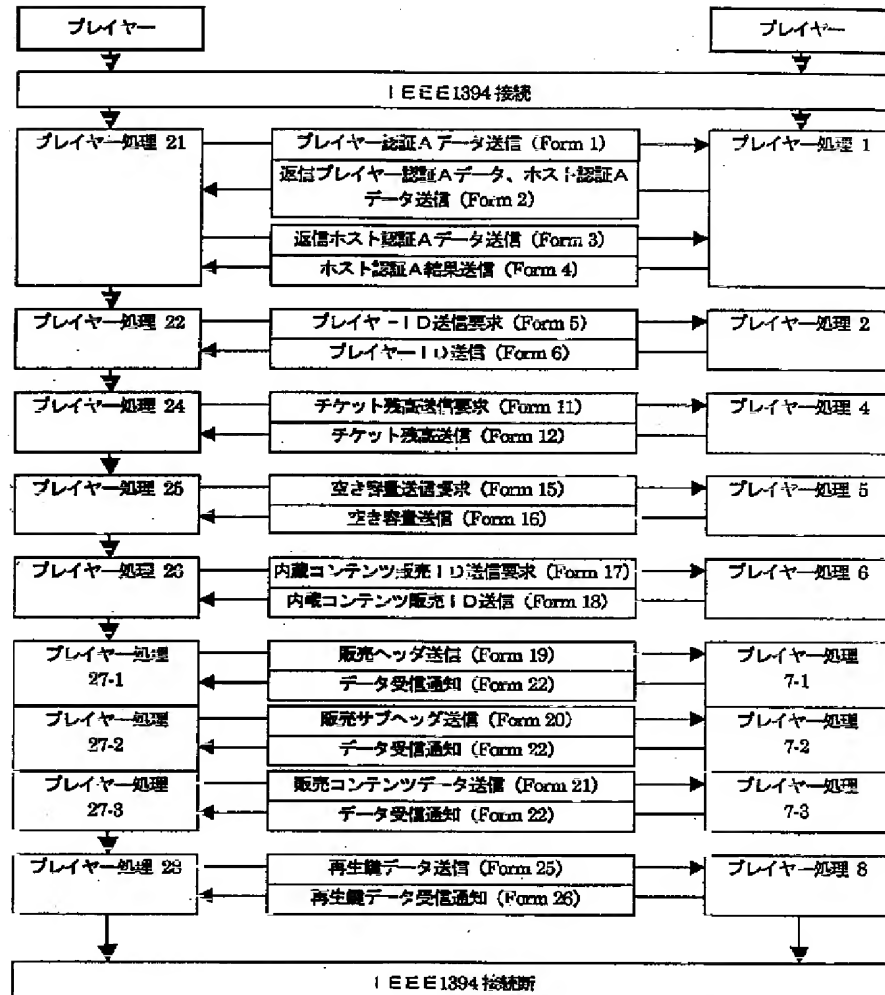 プレイヤー
プレイヤー
IEEE1394 接続
プレイヤー処理 21
プレイヤー認証Aデータ送信 (Form 1)
プレイヤー処理 1
返信プレイヤー認証Aデータ、ホスト認証A
データ送信 (Form 2)
返信ホスト認証Aデータ送信 (Form 3)
ホスト認証A結果送信 (Form 4)
プレイヤー処理 22
プレイヤーID送信要求 (Form 5)
プレイヤー処理 2
プレイヤーID送信 (Form 6)
プレイヤー処理 24
チケット残高送信要求 (Form 11)
プレイヤー処理 4
チケット残高送信 (Form 12)
プレイヤー処理 25
空き容量送信要求 (Form 15)
プレイヤー処理 5
空き容量送信 (Form 16)
プレイヤー処理 26
内蔵コンテンツ販売ID送信要求 (Form 17)
プレイヤー処理 6
内蔵コンテンツ販売ID送信 (Form 18)
プレイヤー処理
27-1
販売ヘッダ送信 (Form 19)
プレイヤー処理
7-1
データ受信通知 (Form 22)
プレイヤー処理
27-2
販売サブヘッダ送信 (Form 20)
プレイヤー処理
7-2
データ受信通知 (Form 22)
プレイヤー処理
27-3
販売コンテンツデータ送信 (Form 21)
プレイヤー処理
7-3
データ受信通知 (Form 22)
プレイヤー処理 28
再生鍵データ送信 (Form 25)
プレイヤー処理 8
再生鍵データ受信通知 (Form 26)
IEEE1394 接続断